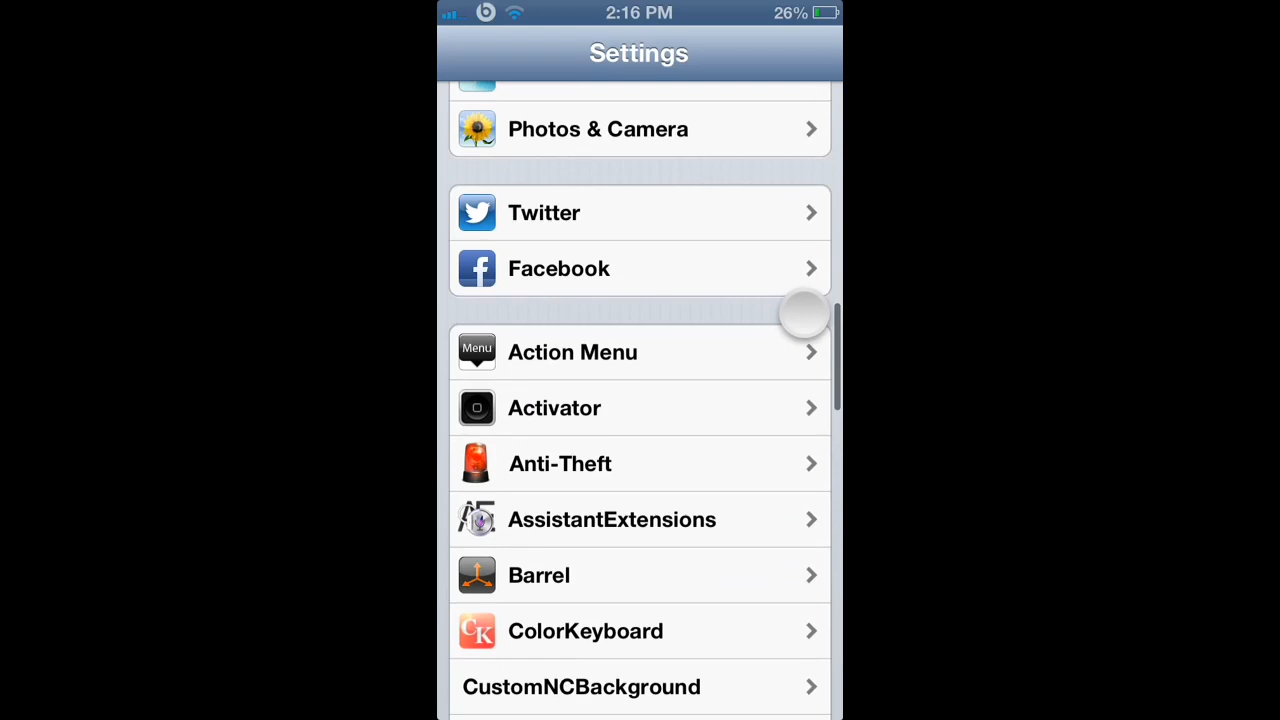 2:16 PM
26%
Settings
Photos & Camera
Twitter
Facebook
Menu
Action Menu
Activator
Anti-Theft
AE
AssistantExtensions
Barrel
CK
ColorKeyboard
CustomNCBackground